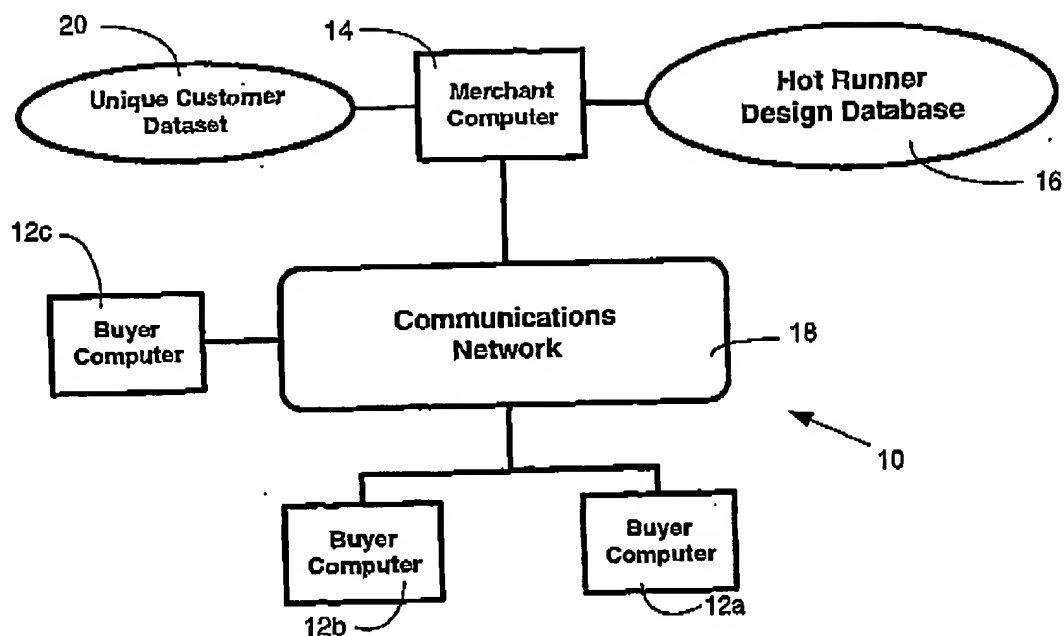 20
14
Unique Customer
Dataset
Merchant
Computer
Hot Runner
Design Database
16
12c
Buyer
Computer
Communications
Network
18
10
Buyer
Computer
12b
Buyer
Computer
12a